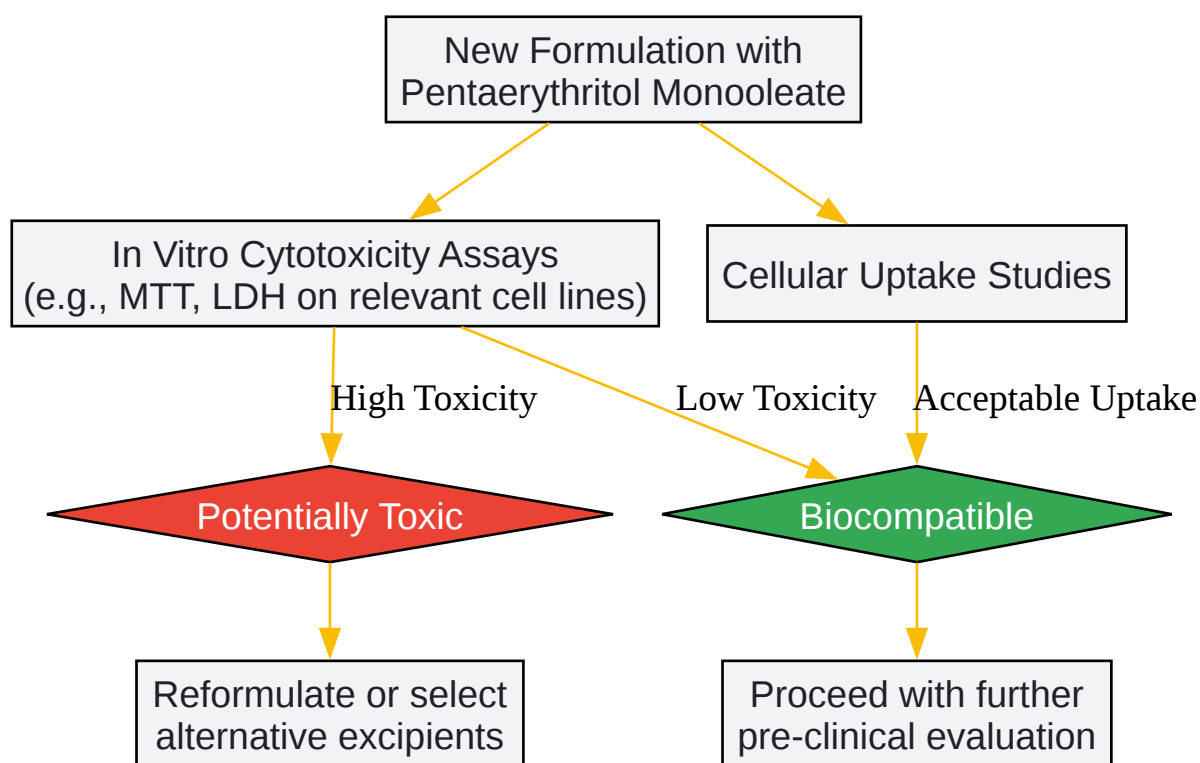 New Formulation with
Pentaerythritol Monooleate
In Vitro Cytotoxicity Assays
(e.g., MTT, LDH on relevant cell lines)
Cellular Uptake Studies
High Toxicity
Low Toxicity
Acceptable Uptake
Potentially Toxic
Biocompatible
Reformulate or select
alternative excipients
Proceed with further
pre-clinical evaluation